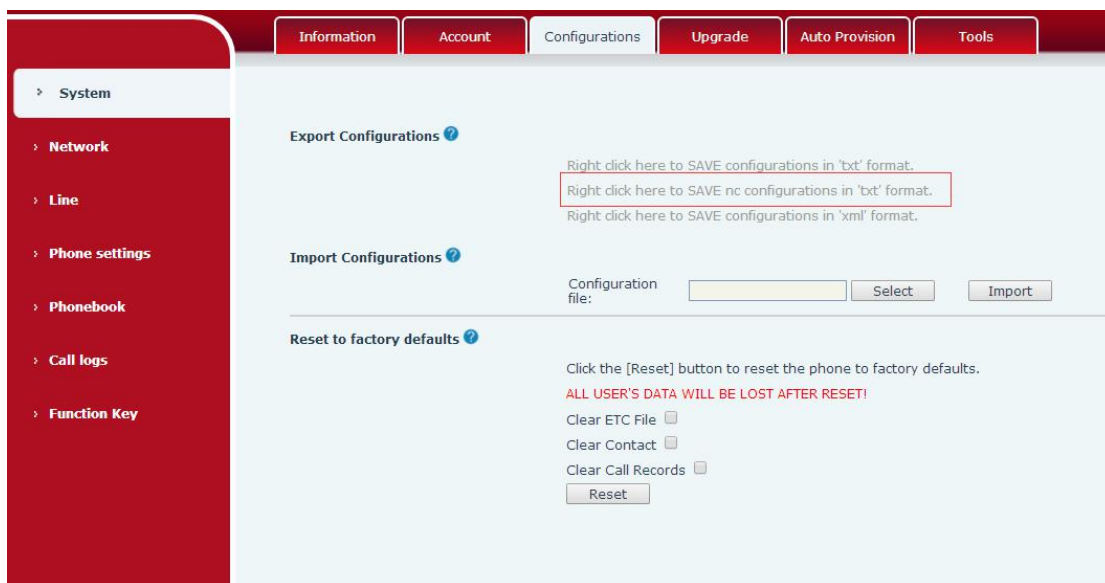 Information
Account
Configurations
Upgrade
Auto Provision
Tools
System
Network
Line
Phone settings
Phonebook
Call logs
Function Key
Export Configurations
Right click here to SAVE configurations in 'txt' format.
Right click here to SAVE nc configurations in 'txt' format.
Right click here to SAVE configurations in 'xml' format.
Import Configurations
Configuration
file:
Select
Import
Reset to factory defaults
Click the [Reset] button to reset the phone to factory defaults.
ALL USER'S DATA WILL BE LOST AFTER RESET!
Clear ETC File
Clear Contact
Clear Call Records
Reset